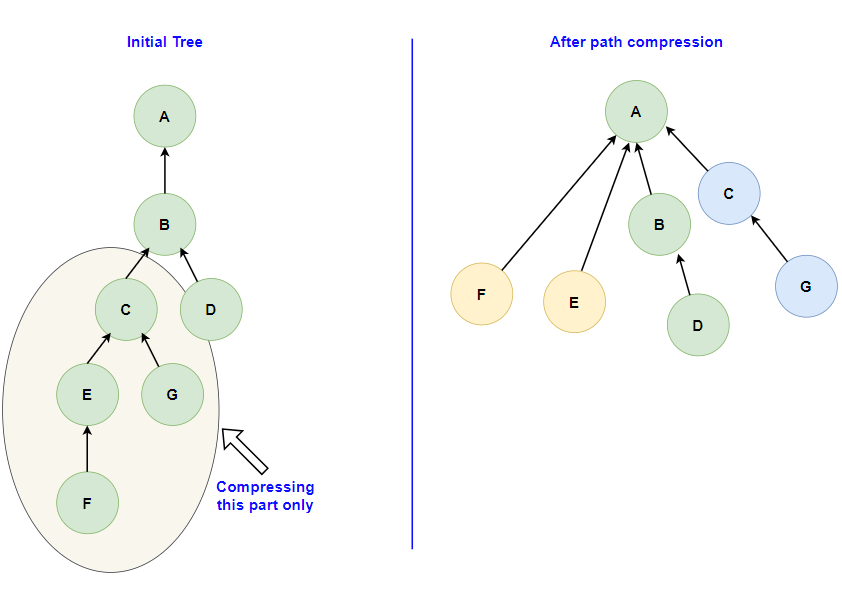 Initial Tree
A
B
C
D
E
G
F
Compressing
this part only
After path compression
A
C
B
G
F
E
D